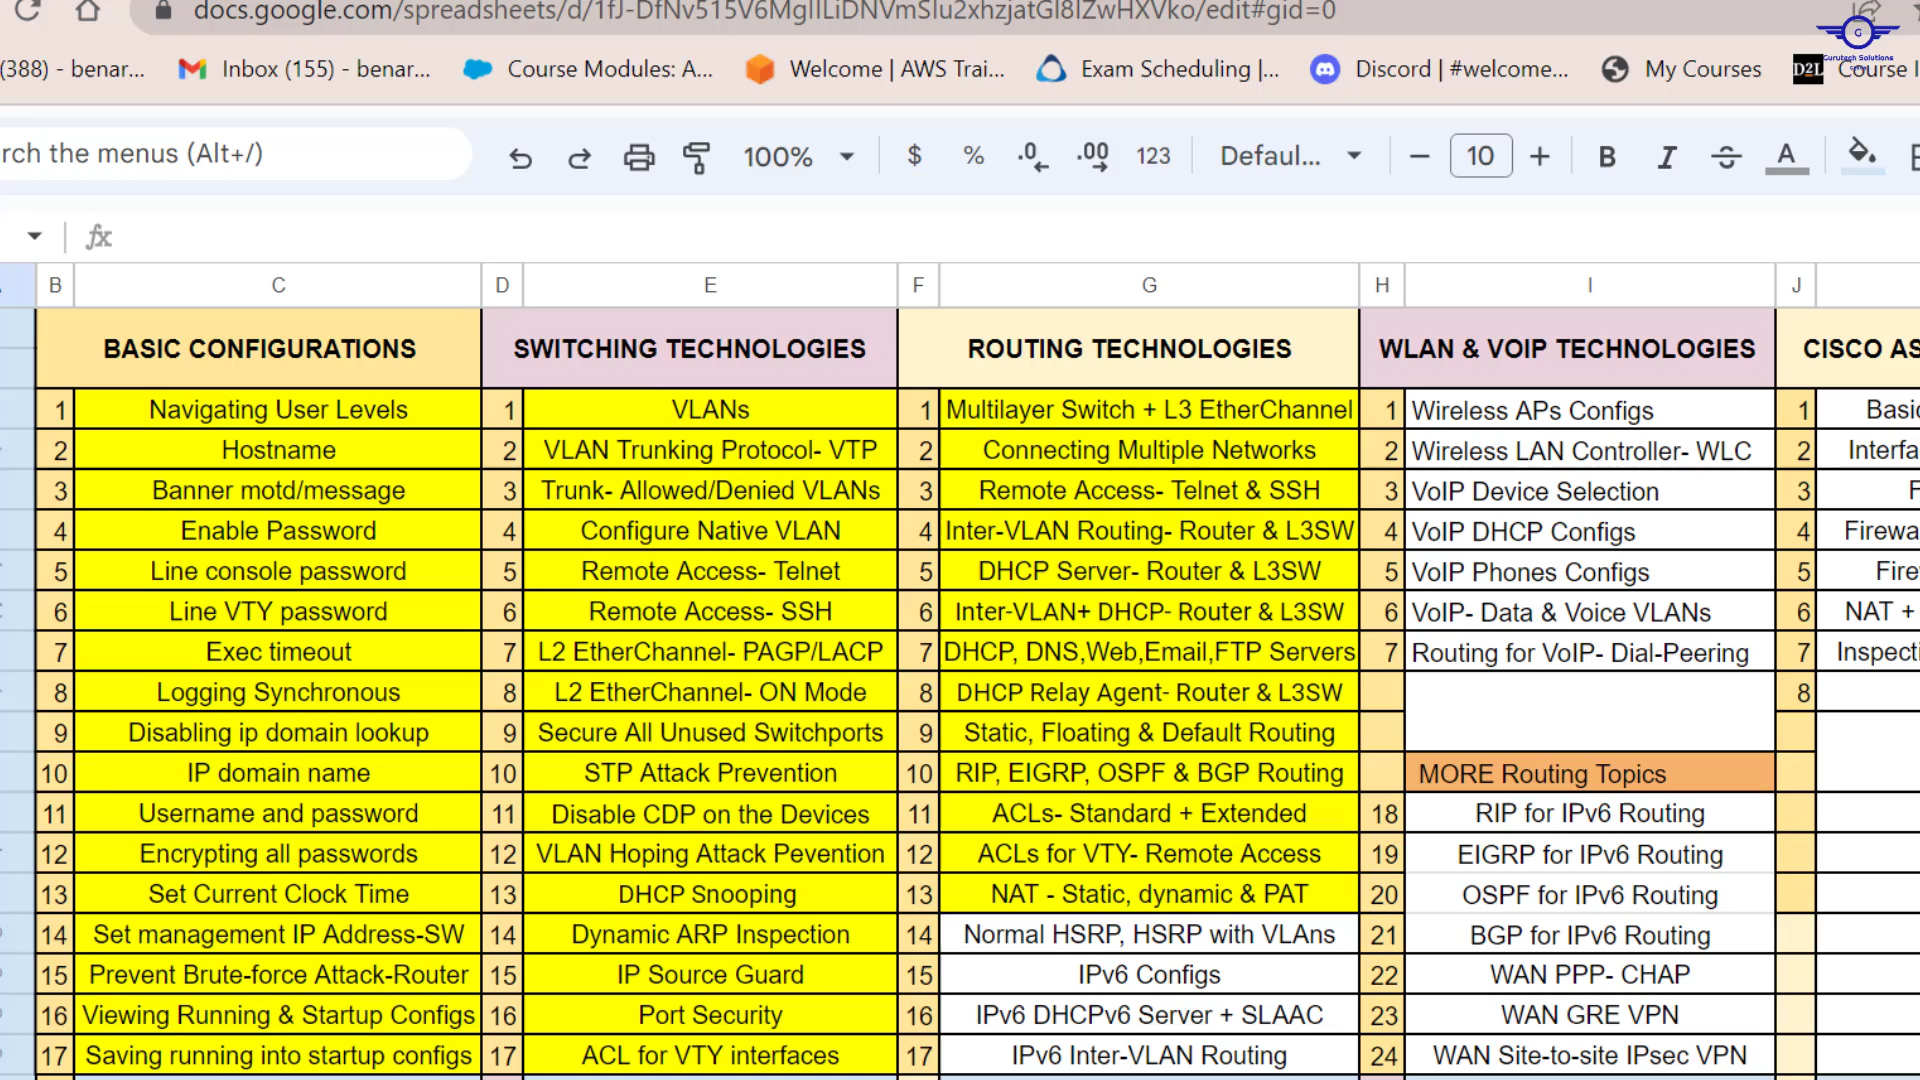 docs.google.com/spreadsheets/d/1fJ-DfNv515V6MgIILiDNVmSIu2xhzjatGl8IZwHXVko/edit#gid=0
G
Gurutech Solutions
(388) - benar...
Inbox (155) - benar...
Course Modules: A...
Welcome | AWS Trai...
Exam Scheduling |...
Discord | #welcome...
My Courses
D2L
Course I
rch the menus (Alt+/)
100%
$
%
.0
.00
123
Defaul...
10
B
I
A
fx
B C D E F G H I J
BASIC CONFIGURATIONS SWITCHING TECHNOLOGIES ROUTING TECHNOLOGIES WLAN & VOIP TECHNOLOGIES CISCO AS
1 Navigating User Levels 1 VLANs 1 Multilayer Switch + L3 EtherChannel 1 Wireless APs Configs 1 Basic
2 Hostname 2 VLAN Trunking Protocol- VTP 2 Connecting Multiple Networks 2 Wireless LAN Controller- WLC 2 Interfa
3 Banner motd/message 3 Trunk- Allowed/Denied VLANs 3 Remote Access- Telnet & SSH 3 VoIP Device Selection 3 F
4 Enable Password 4 Configure Native VLAN 4 Inter-VLAN Routing- Router & L3SW 4 VoIP DHCP Configs 4 Firewa
5 Line console password 5 Remote Access- Telnet 5 DHCP Server- Router & L3SW 5 VoIP Phones Configs 5 Fire
6 Line VTY password 6 Remote Access- SSH 6 Inter-VLAN+ DHCP- Router & L3SW 6 VoIP- Data & Voice VLANs 6 NAT +
7 Exec timeout 7 L2 EtherChannel- PAGP/LACP 7 DHCP, DNS,Web,Email,FTP Servers 7 Routing for VoIP- Dial-Peering 7 Inspecti
8 Logging Synchronous 8 L2 EtherChannel- ON Mode 8 DHCP Relay Agent- Router & L3SW 8
9 Disabling ip domain lookup 9 Secure All Unused Switchports 9 Static, Floating & Default Routing
10 IP domain name 10 STP Attack Prevention 10 RIP, EIGRP, OSPF & BGP Routing MORE Routing Topics
11 Username and password 11 Disable CDP on the Devices 11 ACLs- Standard + Extended 18 RIP for IPv6 Routing
12 Encrypting all passwords 12 VLAN Hoping Attack Pevention 12 ACLs for VTY- Remote Access 19 EIGRP for IPv6 Routing
13 Set Current Clock Time 13 DHCP Snooping 13 NAT - Static, dynamic & PAT 20 OSPF for IPv6 Routing
14 Set management IP Address-SW 14 Dynamic ARP Inspection 14 Normal HSRP, HSRP with VLAns 21 BGP for IPv6 Routing
15 Prevent Brute-force Attack-Router 15 IP Source Guard 15 IPv6 Configs 22 WAN PPP- CHAP
16 Viewing Running & Startup Configs 16 Port Security 16 IPv6 DHCPv6 Server + SLAAC 23 WAN GRE VPN
17 Saving running into startup configs 17 ACL for VTY interfaces 17 IPv6 Inter-VLAN Routing 24 WAN Site-to-site IPsec VPN